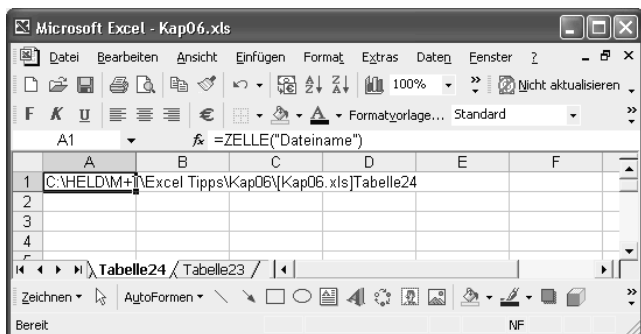 Microsoft Excel - Kap06.xls
Datei Bearbeiten Ansicht Einfügen Format Extras Daten Fenster ?
100% Nicht aktualisieren
F K U € Formatvorlage... Standard
A1 fx =ZELLE("Dateiname")
A B C D E F
1 C:\HELD\M+T\Excel Tipps\Kap06\[Kap06.xls]Tabelle24
2
3
4
5
Tabelle24 Tabelle23
Zeichnen AutoFormen
Bereit NF